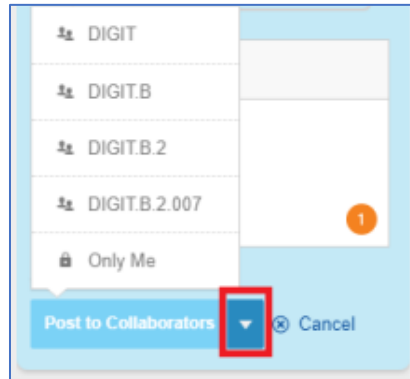 DIGIT
DIGIT.B
DIGIT.B.2
DIGIT.B.2.007
1
Only Me
Post to Collaborators
Cancel